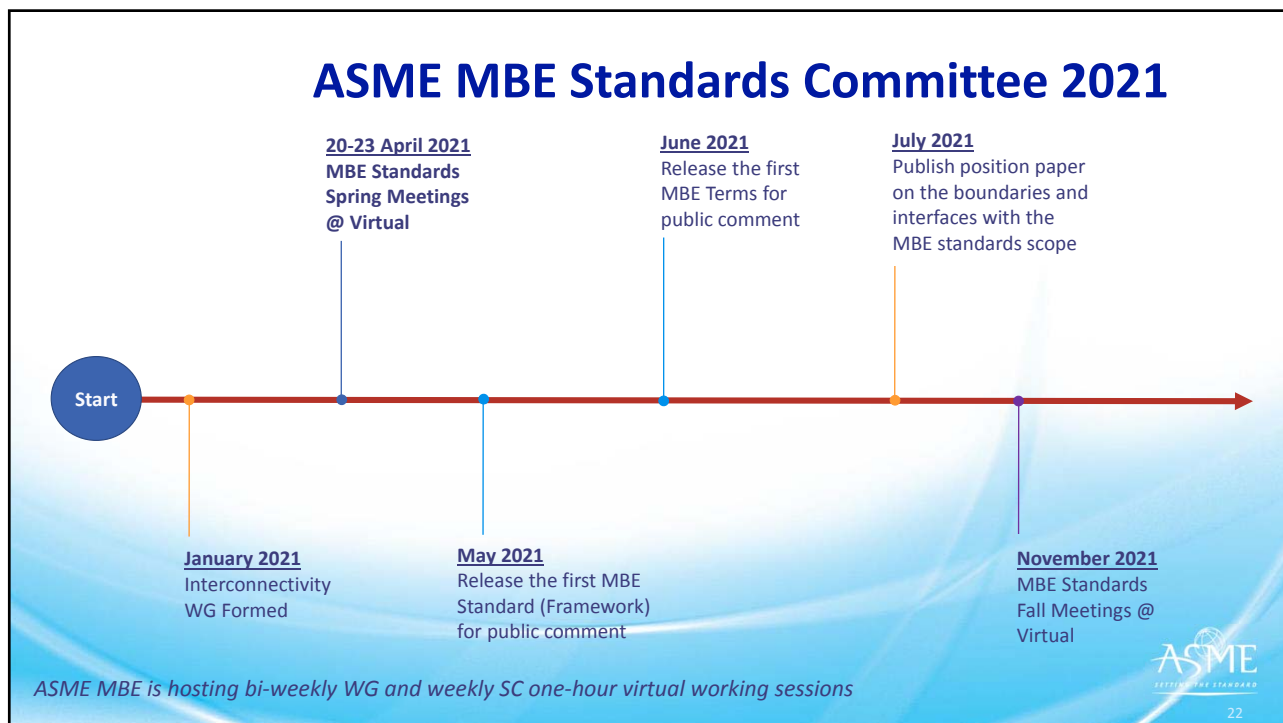 ASME MBE Standards Committee 2021
20-23 April 2021
MBE Standards
Spring Meetings
@ Virtual
June 2021
Release the first
MBE Terms for
public comment
July 2021
Publish position paper
on the boundaries and
interfaces with the
MBE standards scope
Start
January 2021
Interconnectivity
WG Formed
May 2021
Release the first MBE
Standard (Framework)
for public comment
November 2021
MBE Standards
Fall Meetings @
Virtual
ASME MBE is hosting bi-weekly WG and weekly SC one-hour virtual working sessions
ASME
SETTING THE STANDARD
22